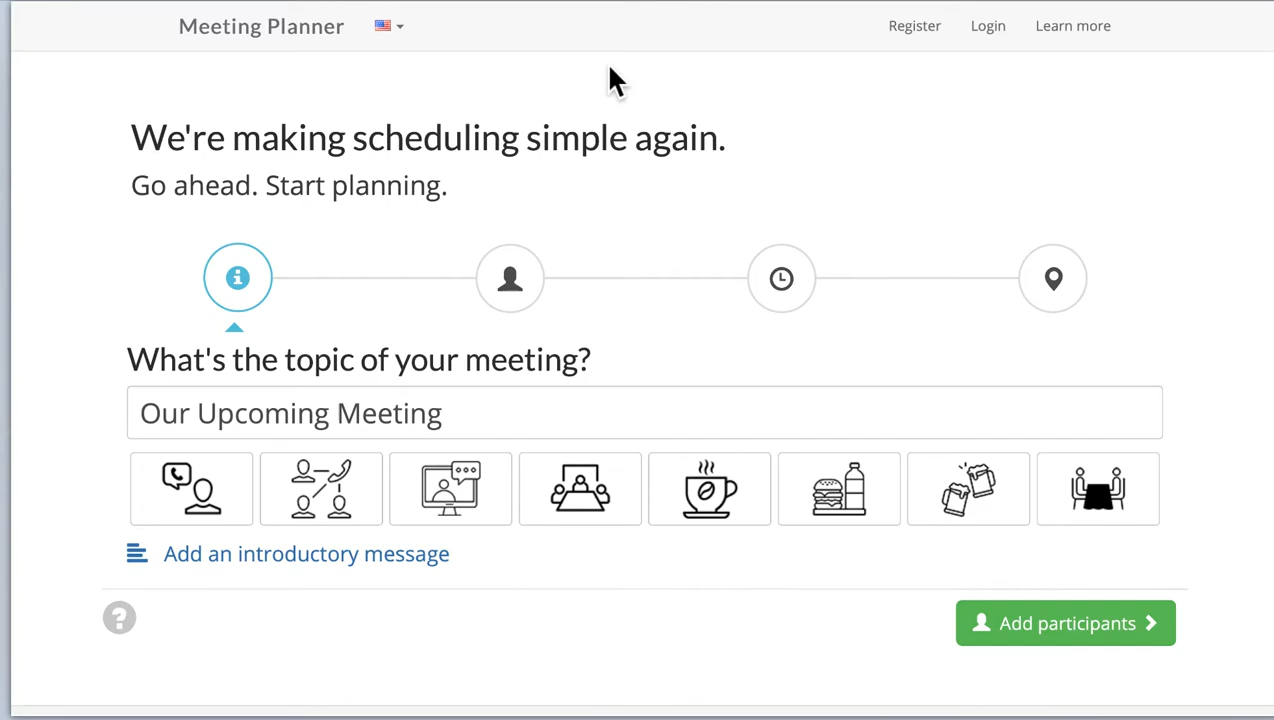 Meeting Planner
Register Login Learn more
We're making scheduling simple again.
Go ahead. Start planning.
What's the topic of your meeting?
Our Upcoming Meeting
Add an introductory message
Add participants